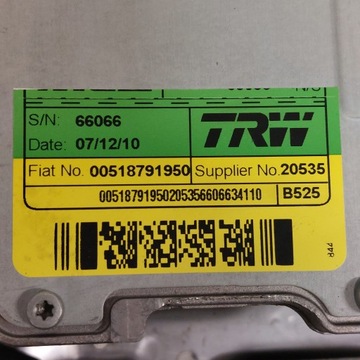 S/N: 66066
Date: 07/12/10
TRW
Fiat No. 00518791950 Supplier No. 20535
00518791950205356606634110 B525